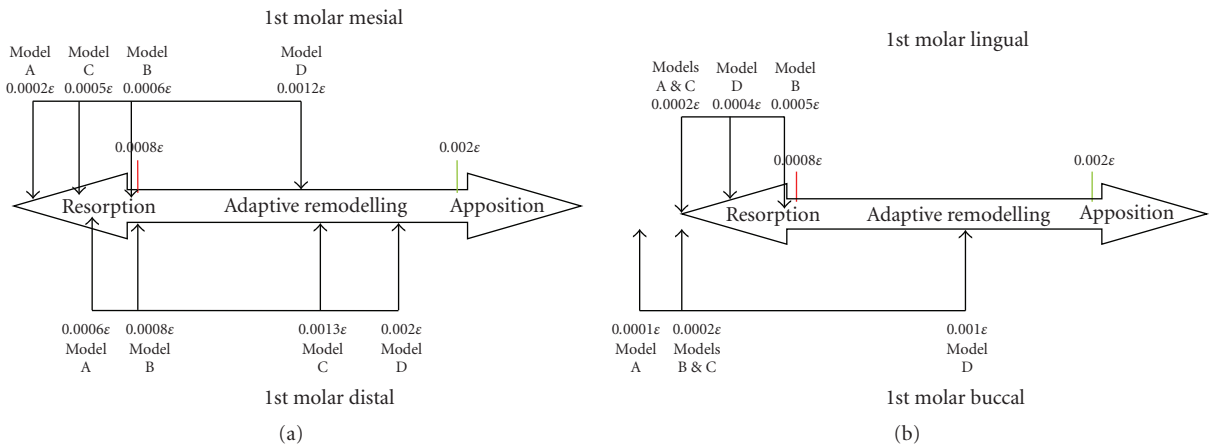 1st molar mesial
Model Model Model Model
A C B D
0.0002ε 0.0005ε 0.0006ε 0.0012ε
0.0008ε 0.002ε
Resorption Adaptive remodelling Apposition
0.0006ε 0.0008ε 0.0013ε 0.002ε
Model Model Model Model
A B C D
1st molar distal
(a)
1st molar lingual
Models Model Model
A & C D B
0.0002ε 0.0004ε 0.0005ε
0.0008ε 0.002ε
Resorption Adaptive remodelling Apposition
0.0001ε 0.0002ε 0.001ε
Model Models Model
A B & C D
1st molar buccal
(b)